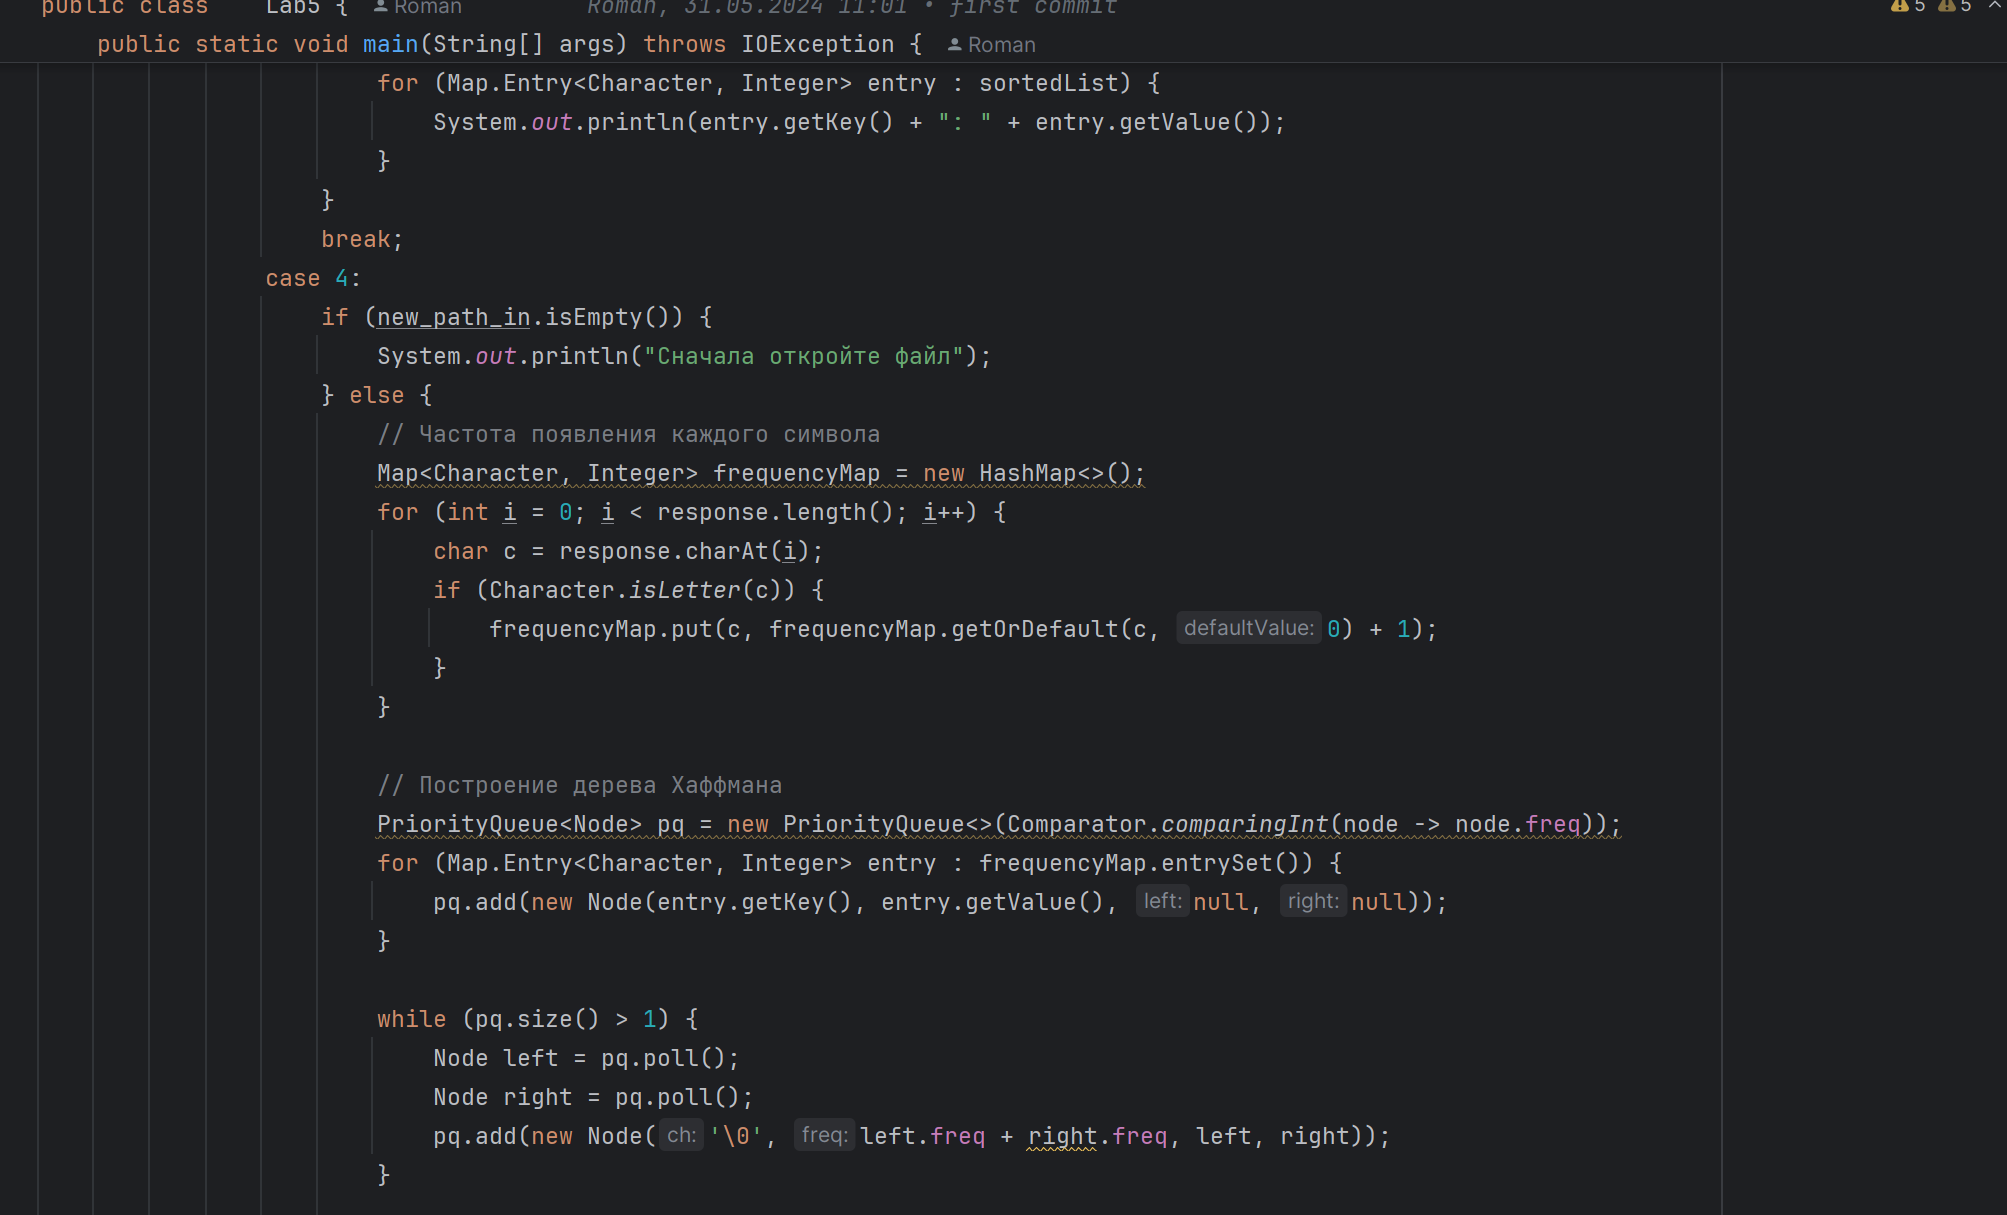 public class Lab5 { Roman Roman, 31.05.2024 11:01 • first commit 5 5
public static void main(String[] args) throws IOException { Roman
for (Map.Entry<Character, Integer> entry : sortedList) {
System.out.println(entry.getKey() + ": " + entry.getValue());
}
}
break;
case 4:
if (new_path_in.isEmpty()) {
System.out.println("Сначала откройте файл");
} else {
// Частота появления каждого символа
Map<Character, Integer> frequencyMap = new HashMap<>();
for (int i = 0; i < response.length(); i++) {
char c = response.charAt(i);
if (Character.isLetter(c)) {
frequencyMap.put(c, frequencyMap.getOrDefault(c, defaultValue: 0) + 1);
}
}
// Построение дерева Хаффмана
PriorityQueue<Node> pq = new PriorityQueue<>(Comparator.comparingInt(node -> node.freq));
for (Map.Entry<Character, Integer> entry : frequencyMap.entrySet()) {
pq.add(new Node(entry.getKey(), entry.getValue(), left: null, right: null));
}
while (pq.size() > 1) {
Node left = pq.poll();
Node right = pq.poll();
pq.add(new Node( ch: '\0', freq: left.freq + right.freq, left, right));
}